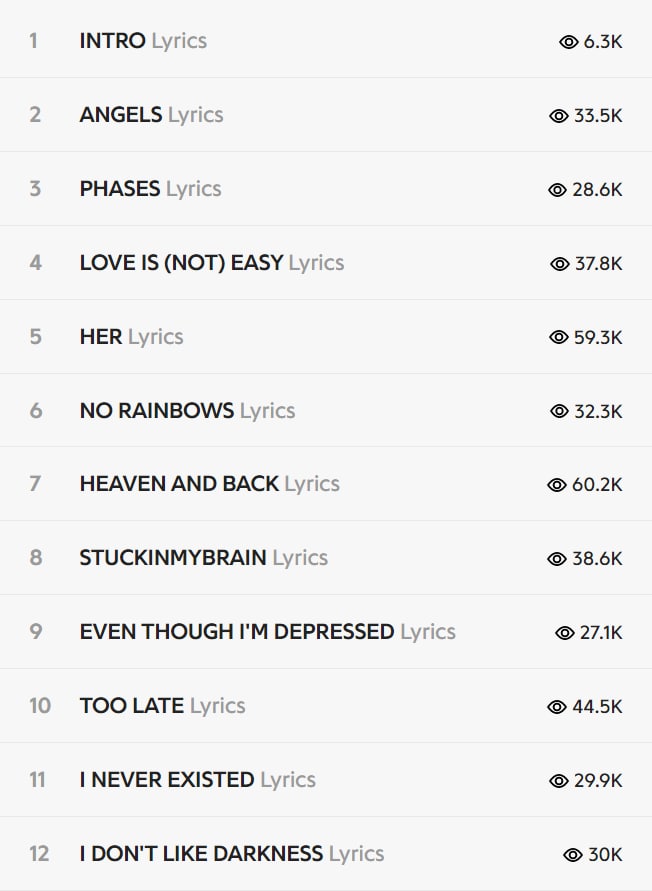 1 INTRO Lyrics 6.3K
2 ANGELS Lyrics 33.5K
3 PHASES Lyrics 28.6K
4 LOVE IS (NOT) EASY Lyrics 37.8K
5 HER Lyrics 59.3K
6 NO RAINBOWS Lyrics 32.3K
7 HEAVEN AND BACK Lyrics 60.2K
8 STUCKINMYBRAIN Lyrics 38.6K
9 EVEN THOUGH I'M DEPRESSED Lyrics 27.1K
10 TOO LATE Lyrics 44.5K
11 I NEVER EXISTED Lyrics 29.9K
12 I DON'T LIKE DARKNESS Lyrics 30K